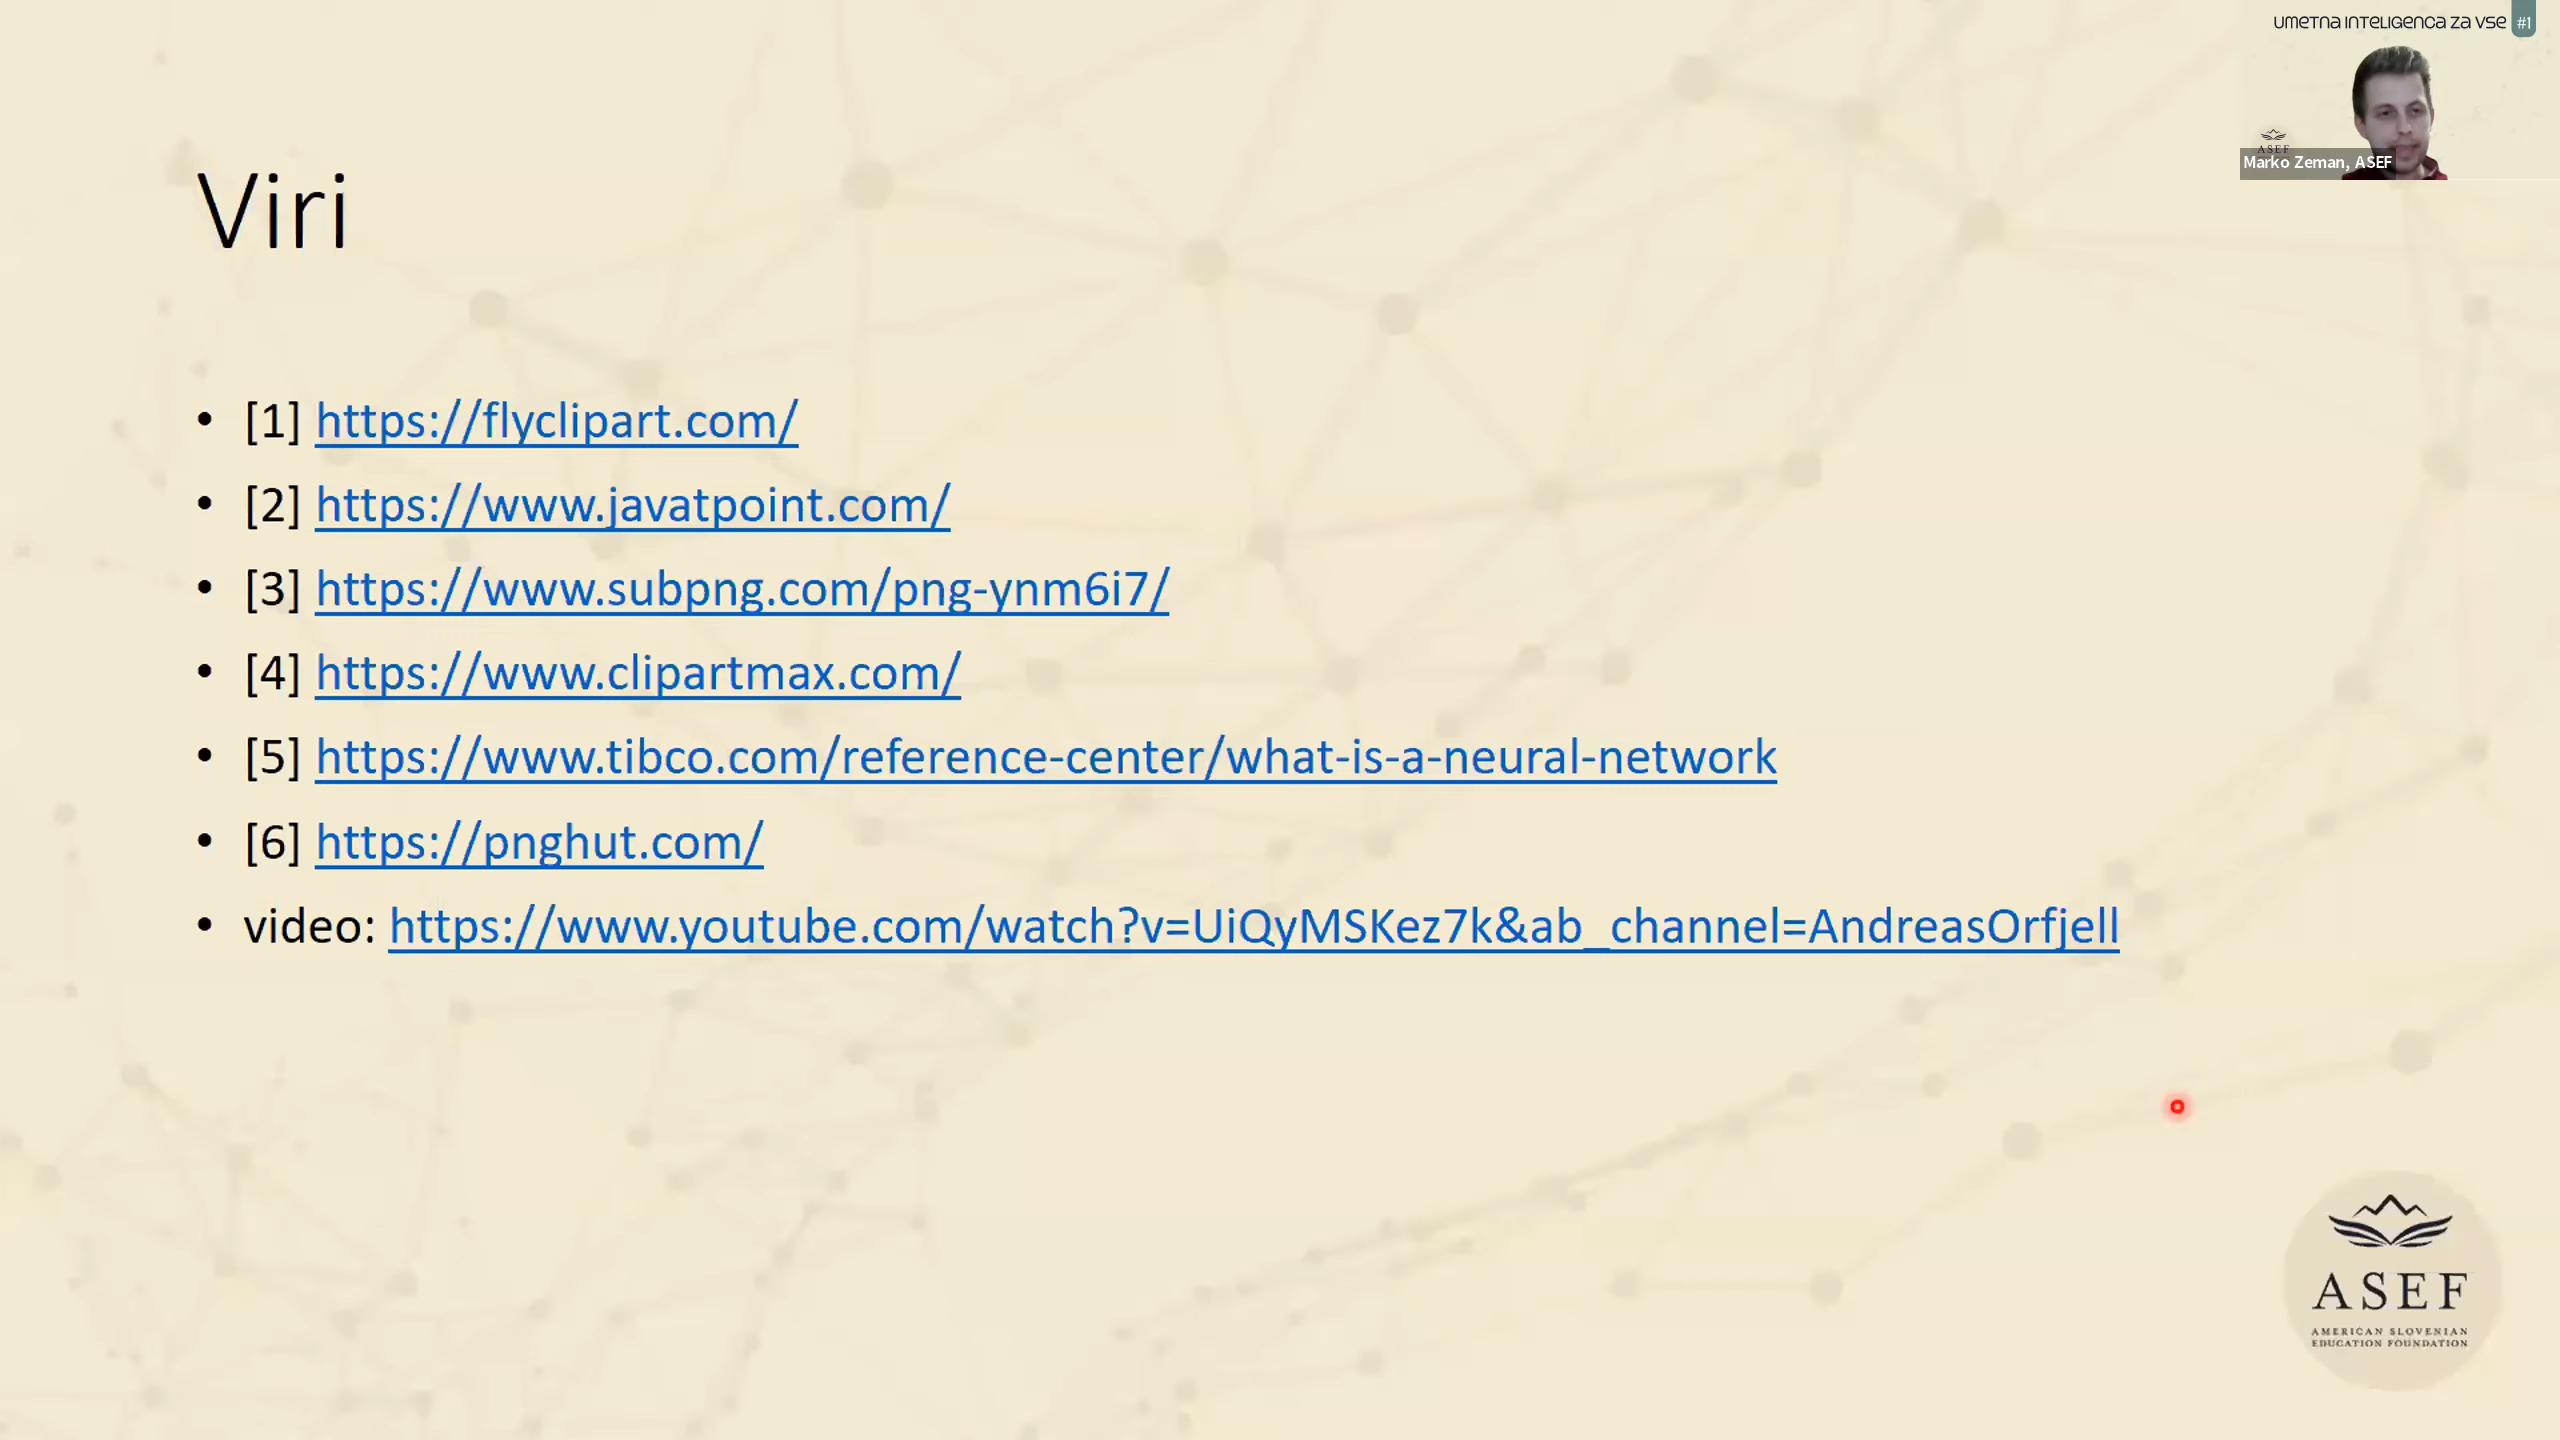 UMETNA INTELIGENCA ZA VSE #1
ASEF
Marko Zeman, ASEF
Viri
• [1] https://flyclipart.com/
• [2] https://www.javatpoint.com/
• [3] https://www.subpng.com/png-ynm6i7/
• [4] https://www.clipartmax.com/
• [5] https://www.tibco.com/reference-center/what-is-a-neural-network
• [6] https://pnghut.com/
• video: https://www.youtube.com/watch?v=UiQyMSKez7k&ab_channel=AndreasOrfjell
ASEF
AMERICAN SLOVENIAN
EDUCATION FOUNDATION